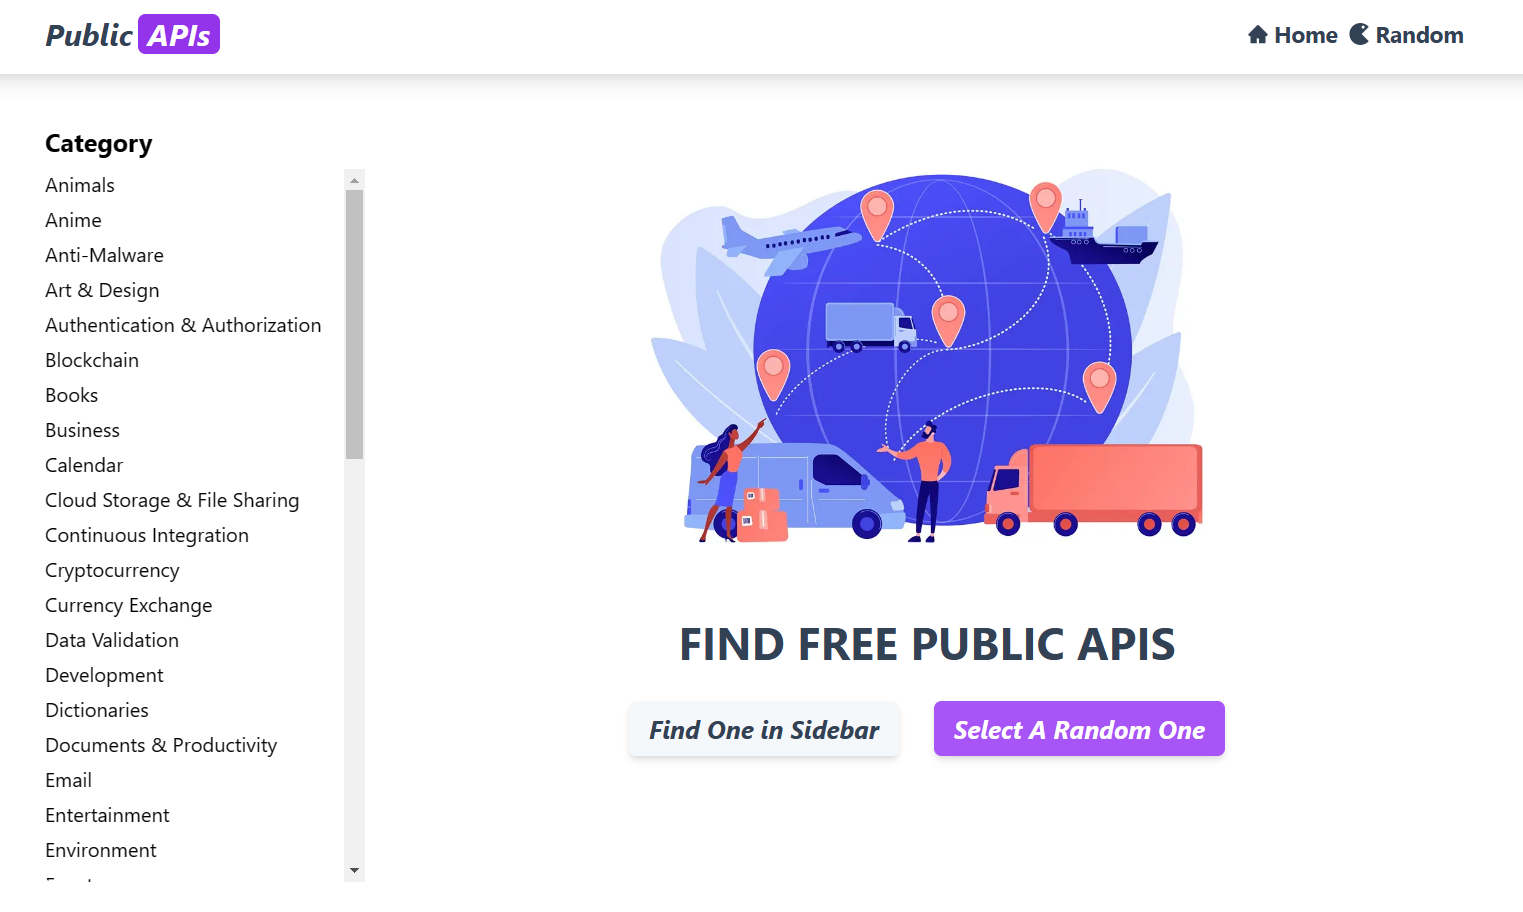 Public APIs
Home Random
Category
Animals
Anime
Anti-Malware
Art & Design
Authentication & Authorization
Blockchain
Books
Business
Calendar
Cloud Storage & File Sharing
Continuous Integration
Cryptocurrency
Currency Exchange
Data Validation
Development
Dictionaries
Documents & Productivity
Email
Entertainment
Environment
FIND FREE PUBLIC APIS
Find One in Sidebar
Select A Random One